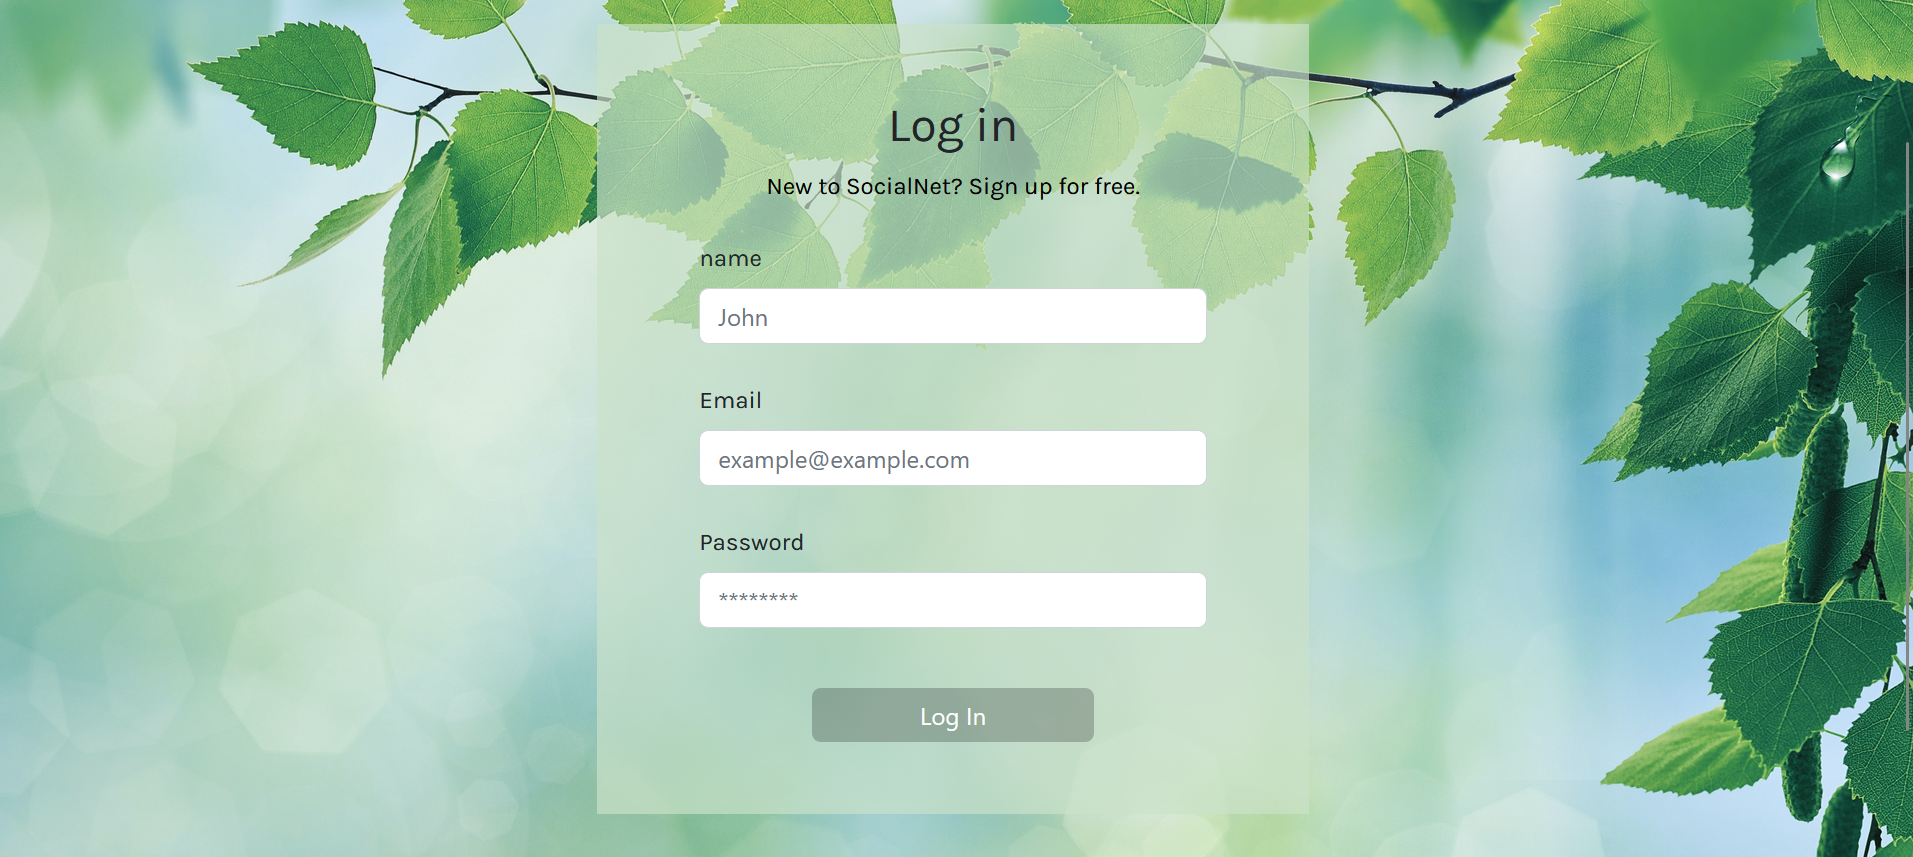 Log in
New to SocialNet? Sign up for free.
name
John
Email
example@example.com
Password
********
Log In